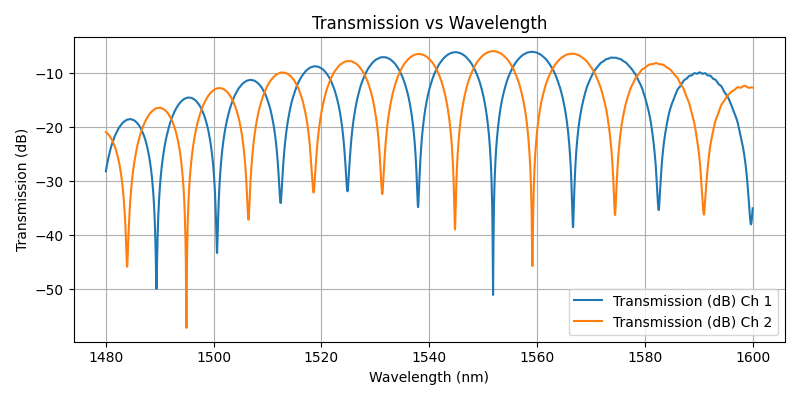 Transmission vs Wavelength
Transmission (dB)
−10
−20
−30
−40
−50
1480
1500
1520
1540
1560
1580
1600
Wavelength (nm)
Transmission (dB) Ch 1
Transmission (dB) Ch 2